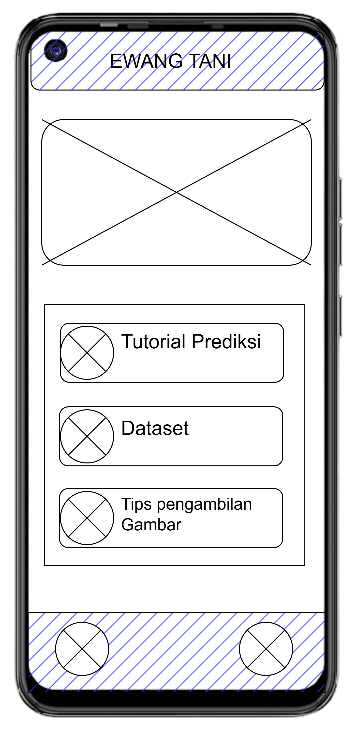 EWANG TANI
Tutorial Prediksi
Dataset
Tips pengambilan
Gambar